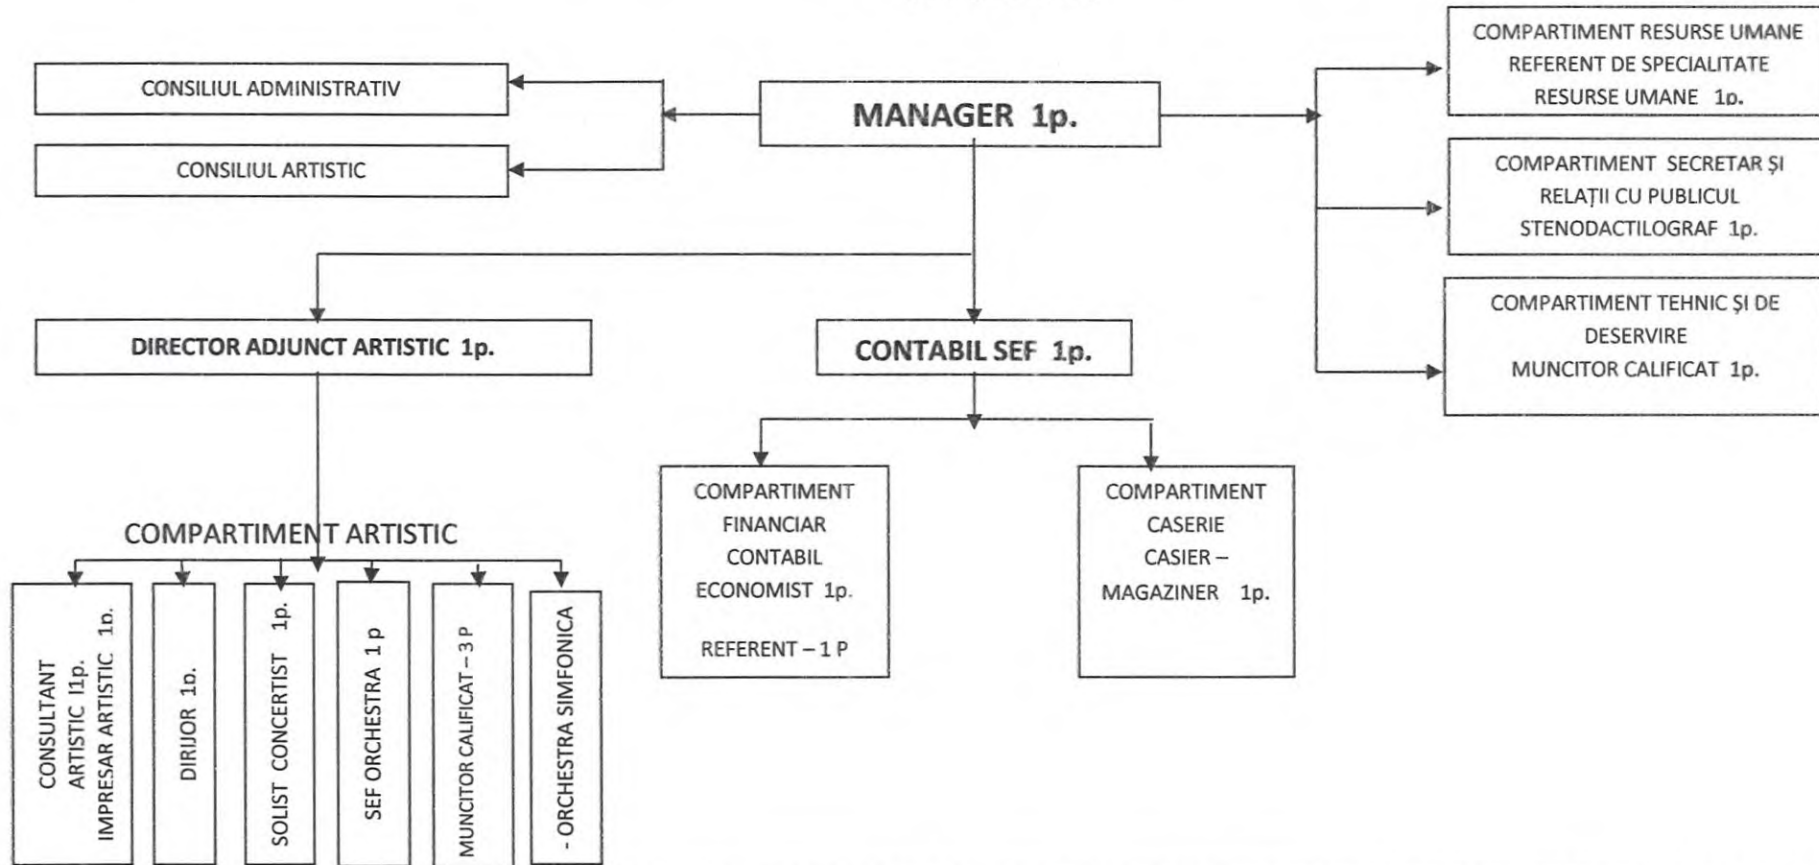 CONSILIUL ADMINISTRATIV
CONSILIUL ARTISTIC
MANAGER 1p.
COMPARTIMENT RESURSE UMANE
REFERENT DE SPECIALITATE
RESURSE UMANE 1p.
COMPARTIMENT SECRETAR ȘI
RELAȚII CU PUBLICUL
STENODACTILOGRAF 1p.
COMPARTIMENT TEHNIC ȘI DE
DESERVIRE
MUNCITOR CALIFICAT 1p.
DIRECTOR ADJUNCT ARTISTIC 1p.
CONTABIL SEF 1p.
COMPARTIMENT
FINANCIAR
CONTABIL
ECONOMIST 1p.
REFERENT – 1 P
COMPARTIMENT
CASERIE
CASIER –
MAGAZINER 1p.
COMPARTIMENT ARTISTIC
CONSULTANT
ARTISTIC I1p.
IMPRESAR ARTISTIC 1p.
DIRIJOR 1p.
SOLIST CONCERTIST 1p.
SEF ORCHESTRA 1 p
MUNCITOR CALIFICAT – 3 P
- ORCHESTRA SIMFONICA